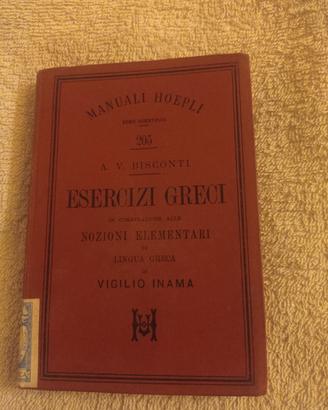 MANUALI HOEPLI
SERIE SCIENTIFICA
205
A. V. BISCONTI
ESERCIZI GRECI
IN CORRELAZIONE ALLE
NOZIONI ELEMENTARI
DI
LINGUA GRECA
DI
VIGILIO INAMA